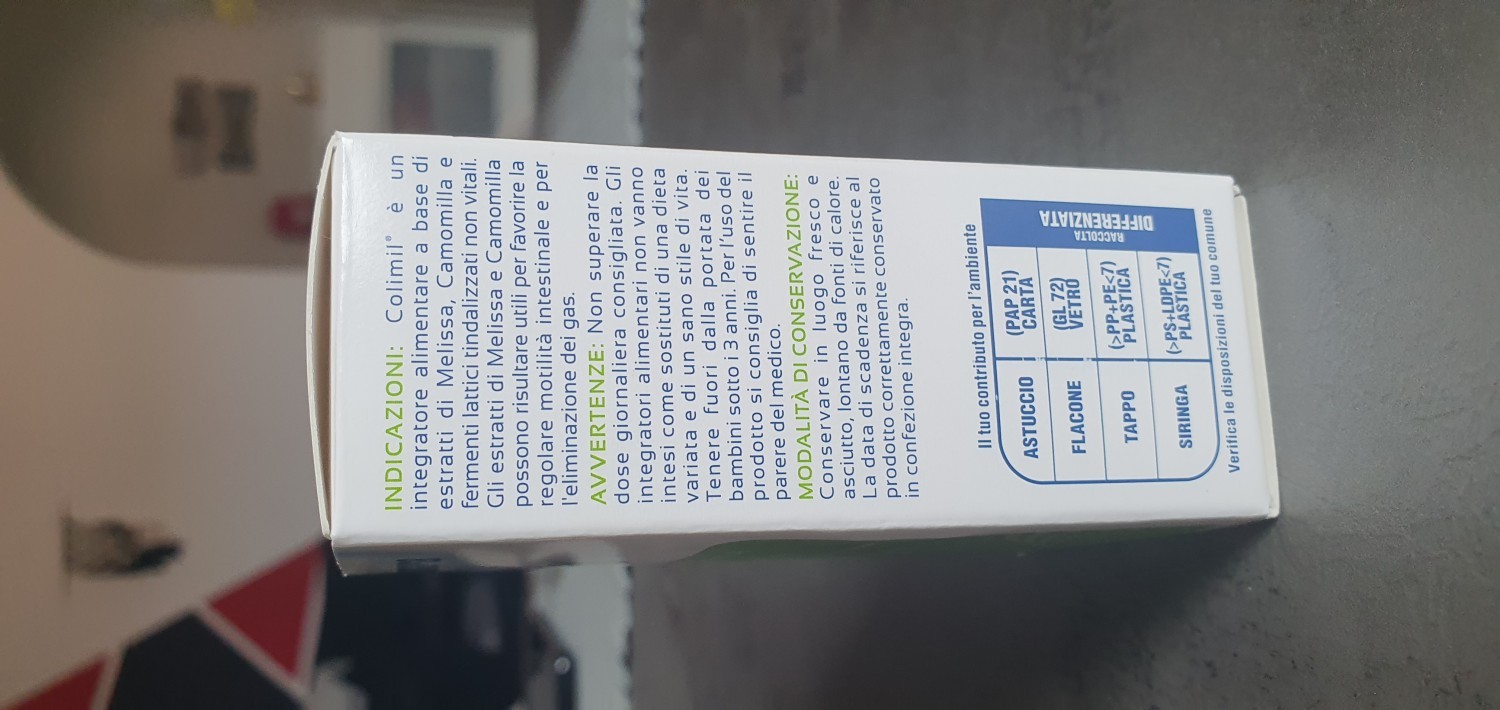 INDICAZIONI: Colimil® è un
integratore alimentare a base di
estratti di Melissa, Camomilla e
fermenti lattici tindalizzati non vitali.
Gli estratti di Melissa e Camomilla
possono risultare utili per favorire la
regolare motilità intestinale e per
l'eliminazione dei gas.
AVVERTENZE: Non superare la
dose giornaliera consigliata. Gli
integratori alimentari non vanno
intesi come sostituti di una dieta
variata e di un sano stile di vita.
Tenere fuori dalla portata dei
bambini sotto i 3 anni. Per l'uso del
prodotto si consiglia di sentire il
parere del medico.
MODALITÀ DI CONSERVAZIONE:
Conservare in luogo fresco e
asciutto, lontano da fonti di calore.
La data di scadenza si riferisce al
prodotto correttamente conservato
in confezione integra.
Il tuo contributo per l'ambiente
ASTUCCIO (PAP 21) CARTA
FLACONE (GL 72) VETRO
TAPPO (>PP+PE<7) PLASTICA
SIRINGA (>PS+LDPE<7) PLASTICA
RACCOLTA
DIFFERENZIATA
Verifica le disposizioni del tuo comune